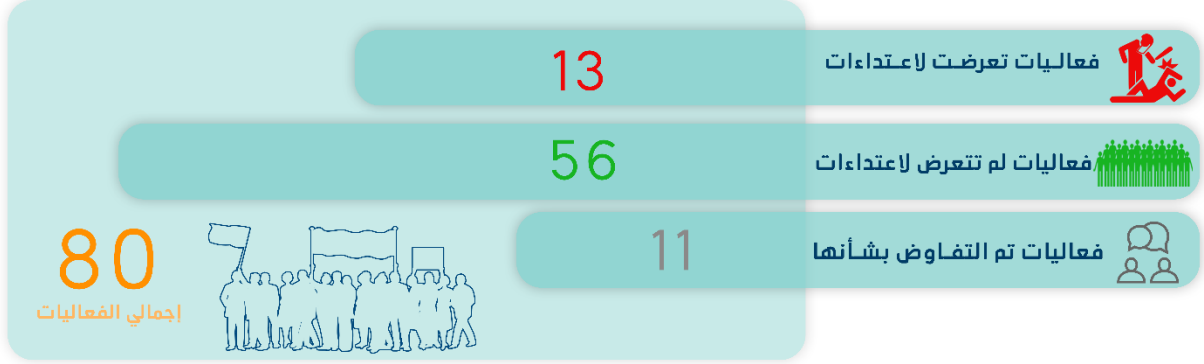 فعاليات تعرضت لاعتداءات
13
فعاليات لم تتعرض لاعتداءات
56
فعاليات تم التفاوض بشأنها
11
80
إجمالي الفعاليات